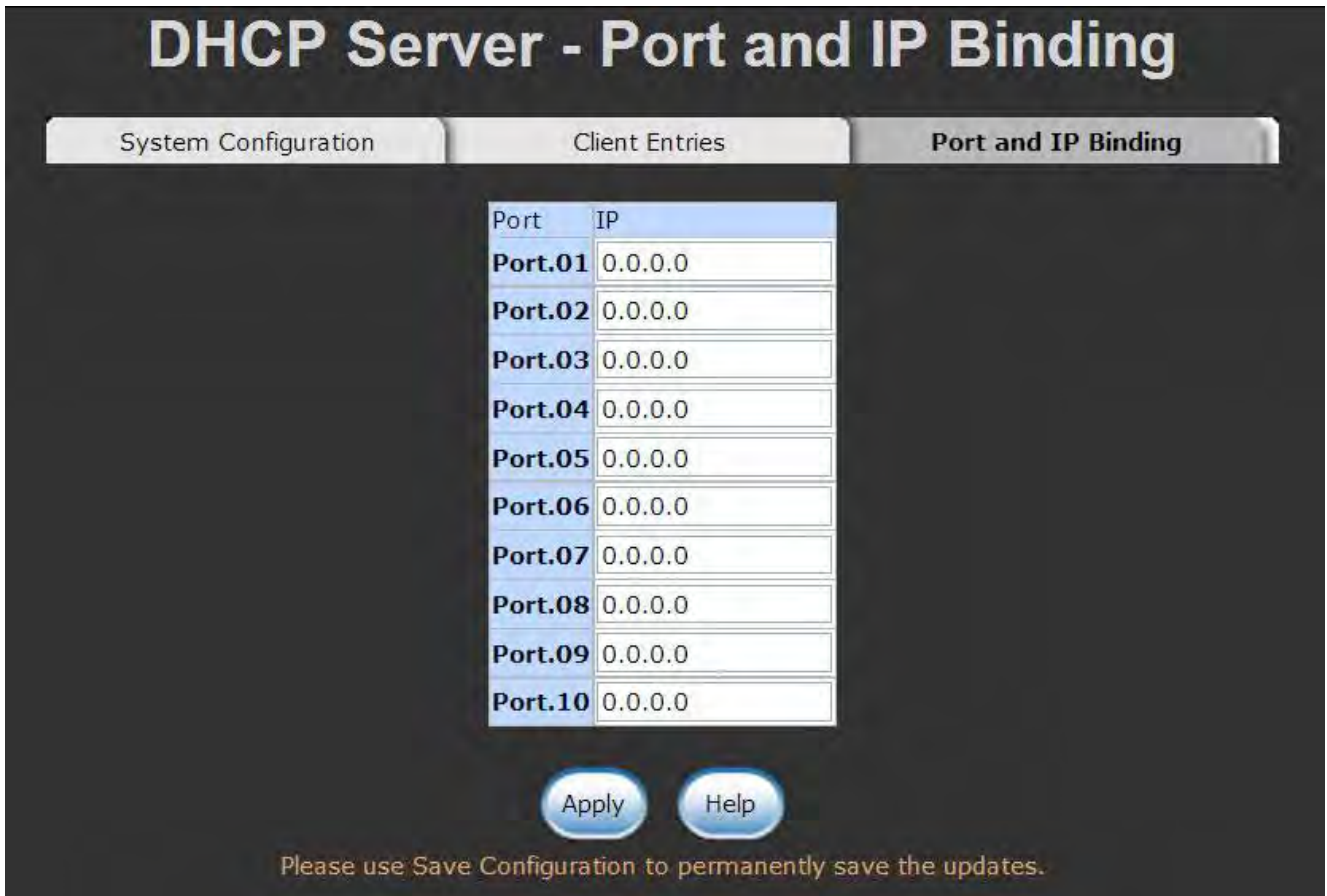 DHCP Server - Port and IP Binding
System Configuration Client Entries Port and IP Binding
Port IP
Port.01 0.0.0.0
Port.02 0.0.0.0
Port.03 0.0.0.0
Port.04 0.0.0.0
Port.05 0.0.0.0
Port.06 0.0.0.0
Port.07 0.0.0.0
Port.08 0.0.0.0
Port.09 0.0.0.0
Port.10 0.0.0.0
Apply Help
Please use Save Configuration to permanently save the updates.